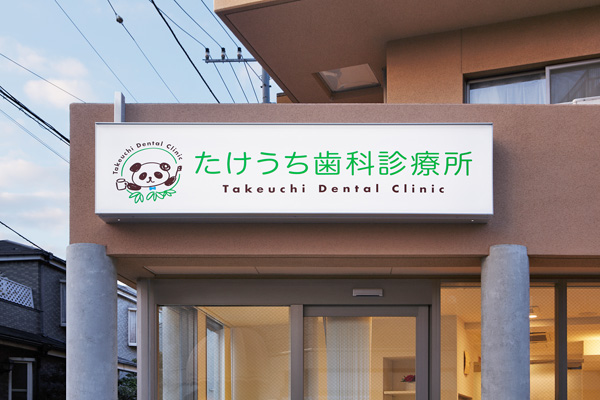 Takeuchi Dental Clinic
たけうち歯科診療所
Takeuchi Dental Clinic